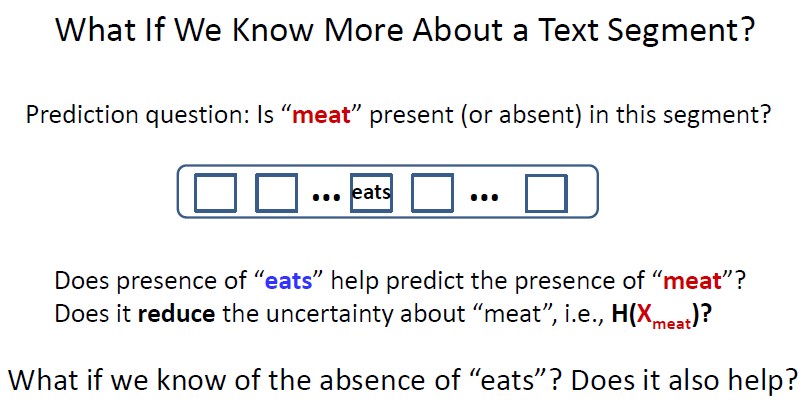 What If We Know More About a Text Segment?
Prediction question: Is “meat” present (or absent) in this segment?
... eats ...
Does presence of “eats” help predict the presence of “meat”?
Does it reduce the uncertainty about “meat”, i.e., H(Xmeat)?
What if we know of the absence of “eats”? Does it also help?